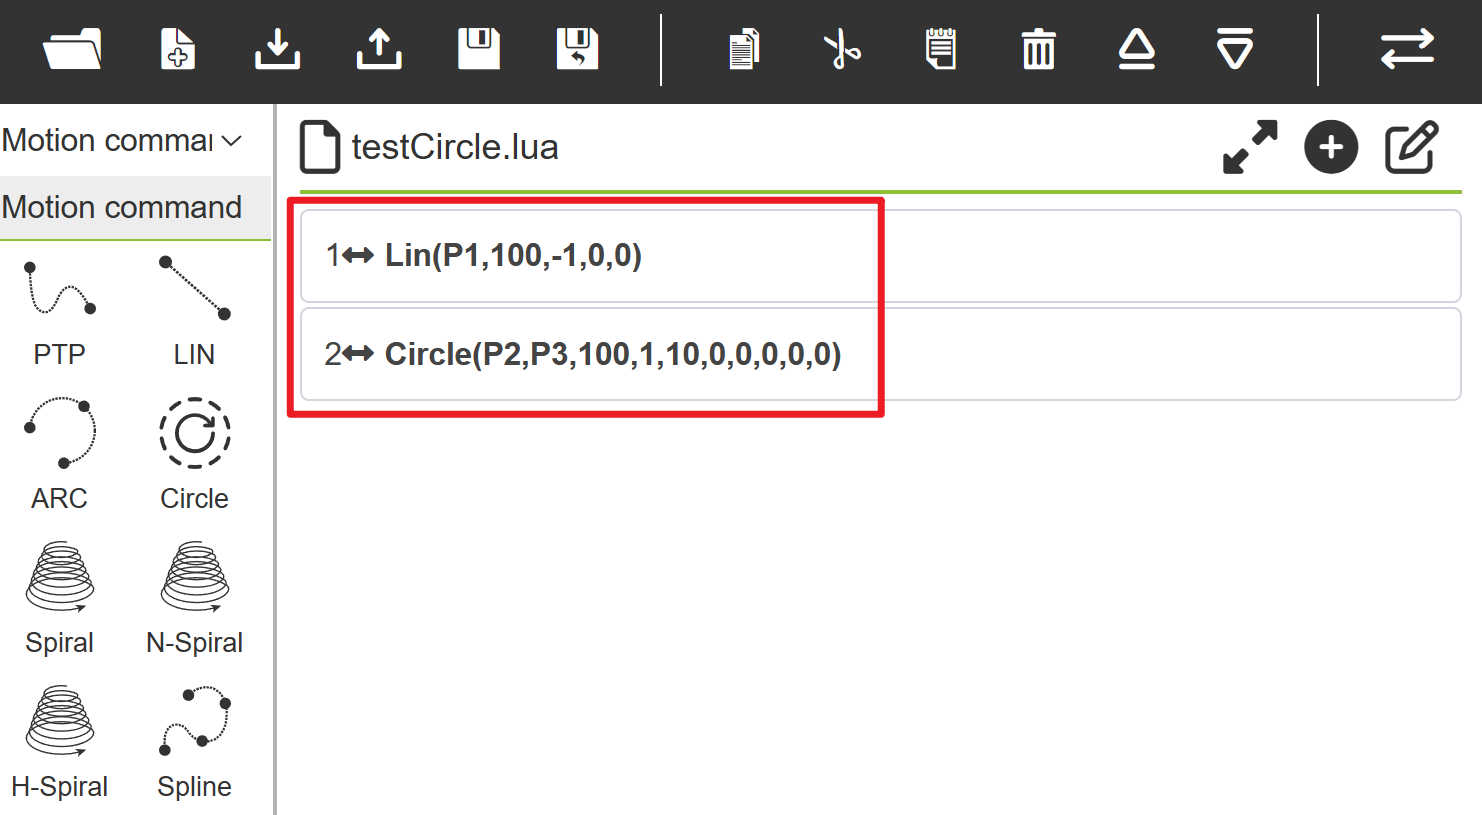 Motion commar
testCircle.lua
Motion command
1 Lin(P1,100,-1,0,0)
2 Circle(P2,P3,100,1,10,0,0,0,0,0)
PTP LIN
ARC Circle
Spiral N-Spiral
H-Spiral Spline